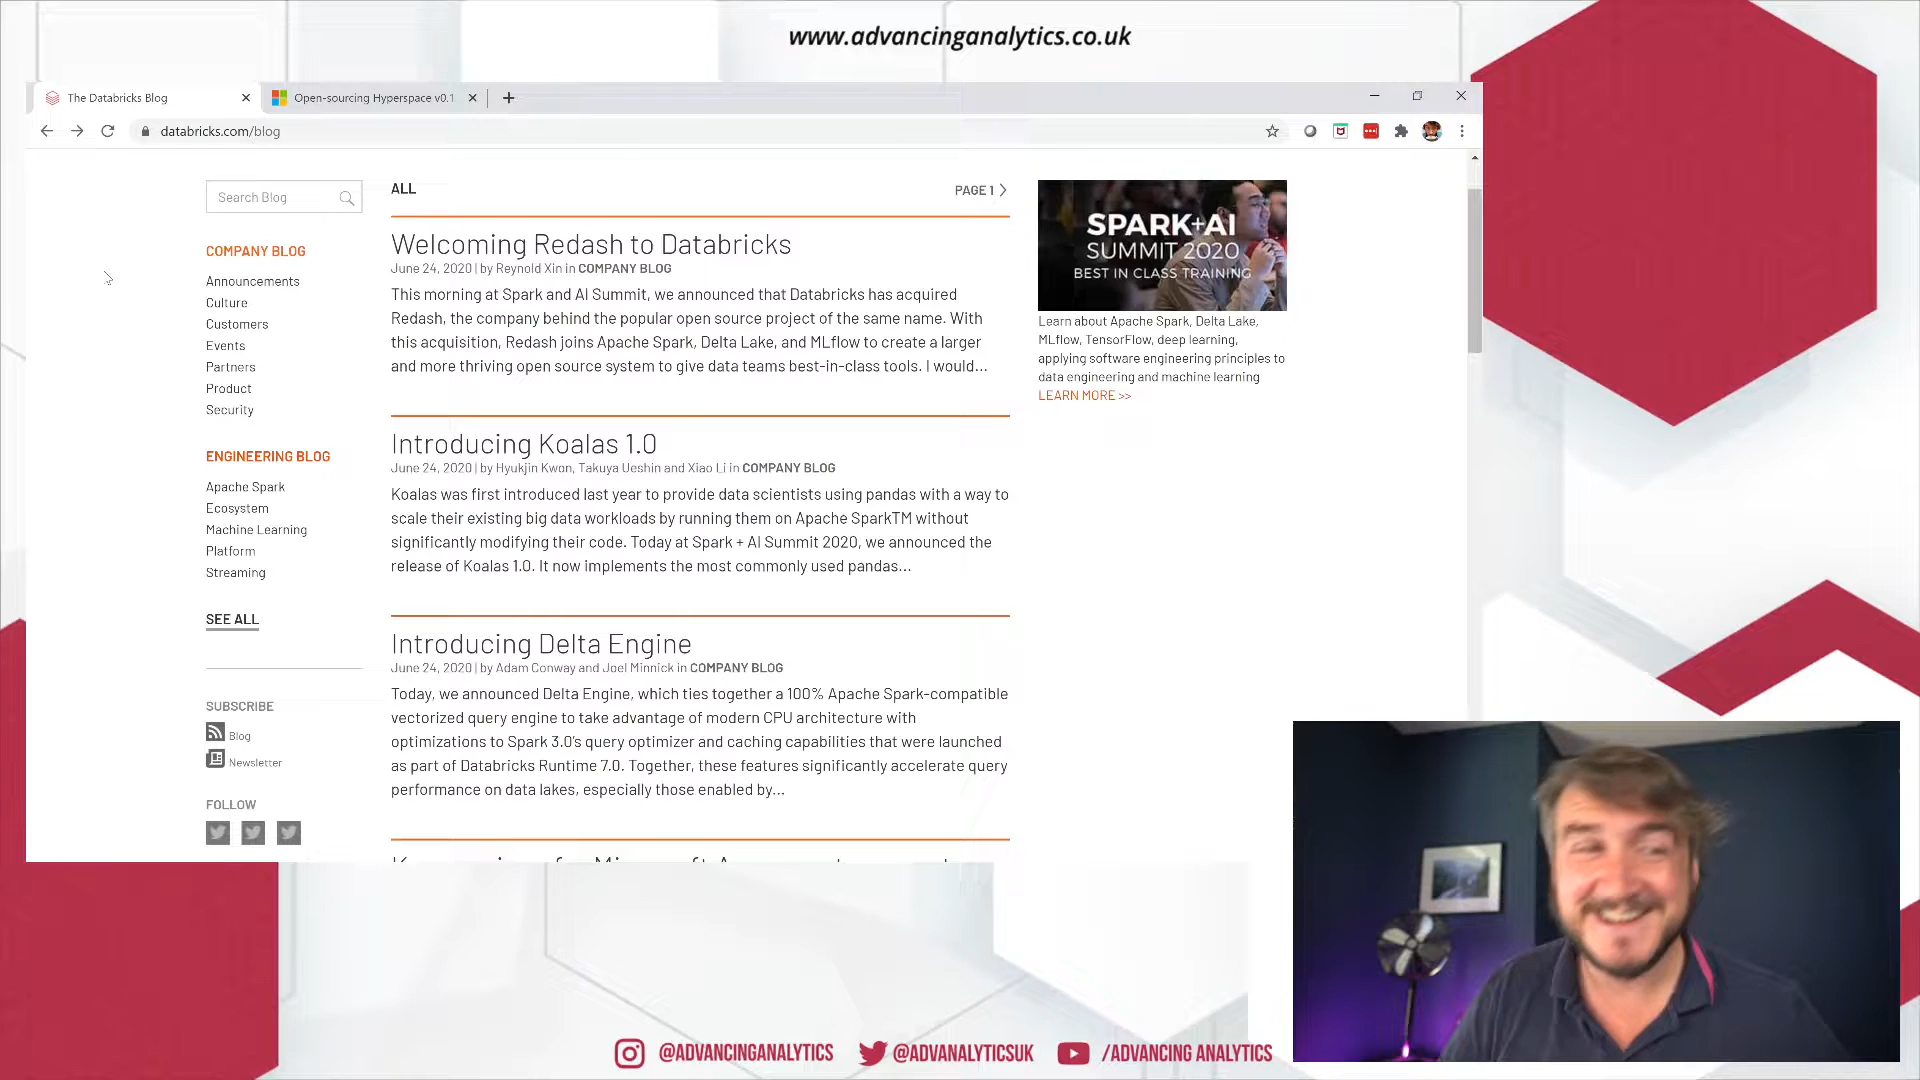 www.advancinganalytics.co.uk
The Databricks Blog
Open-sourcing Hyperspace v0.1
databricks.com/blog
Search Blog
COMPANY BLOG
Announcements
Culture
Customers
Events
Partners
Product
Security
ENGINEERING BLOG
Apache Spark
Ecosystem
Machine Learning
Platform
Streaming
SEE ALL
SUBSCRIBE
Blog
Newsletter
FOLLOW
ALL
PAGE 1
Welcoming Redash to Databricks
June 24, 2020 | by Reynold Xin in COMPANY BLOG
This morning at Spark and AI Summit, we announced that Databricks has acquired
Redash, the company behind the popular open source project of the same name. With
this acquisition, Redash joins Apache Spark, Delta Lake, and MLflow to create a larger
and more thriving open source system to give data teams best-in-class tools. I would...
Introducing Koalas 1.0
June 24, 2020 | by Hyukjin Kwon, Takuya Ueshin and Xiao Li in COMPANY BLOG
Koalas was first introduced last year to provide data scientists using pandas with a way to
scale their existing big data workloads by running them on Apache SparkTM without
significantly modifying their code. Today at Spark + AI Summit 2020, we announced the
release of Koalas 1.0. It now implements the most commonly used pandas...
Introducing Delta Engine
June 24, 2020 | by Adam Conway and Joel Minnick in COMPANY BLOG
Today, we announced Delta Engine, which ties together a 100% Apache Spark-compatible
vectorized query engine to take advantage of modern CPU architecture with
optimizations to Spark 3.0's query optimizer and caching capabilities that were launched
as part of Databricks Runtime 7.0. Together, these features significantly accelerate query
performance on data lakes, especially those enabled by...
SPARK+AI
SUMMIT 2020
BEST IN CLASS TRAINING
Learn about Apache Spark, Delta Lake,
MLflow, TensorFlow, deep learning,
applying software engineering principles to
data engineering and machine learning
LEARN MORE >>
@ADVANCINGANALYTICS
@ADVANALYTICSUK
/ADVANCING ANALYTICS